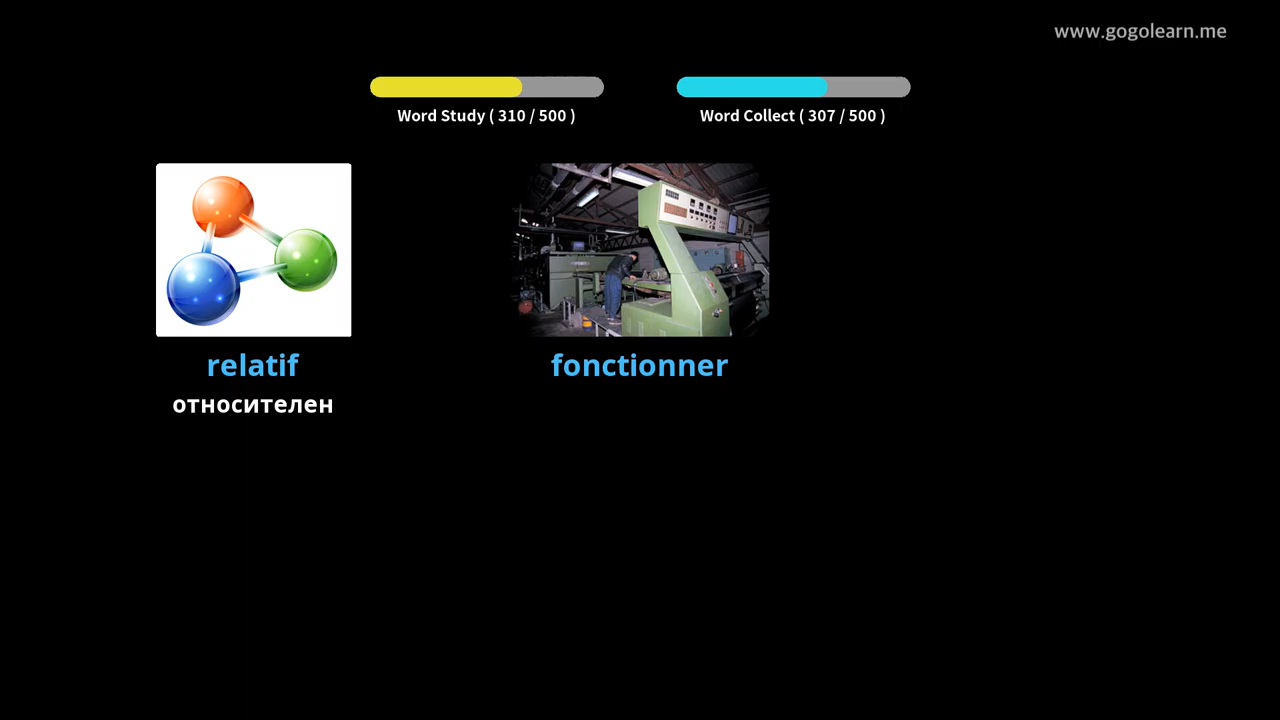 www.gogolearn.me
Word Study ( 310 / 500 )
Word Collect ( 307 / 500 )
relatif
fonctionner
относителен